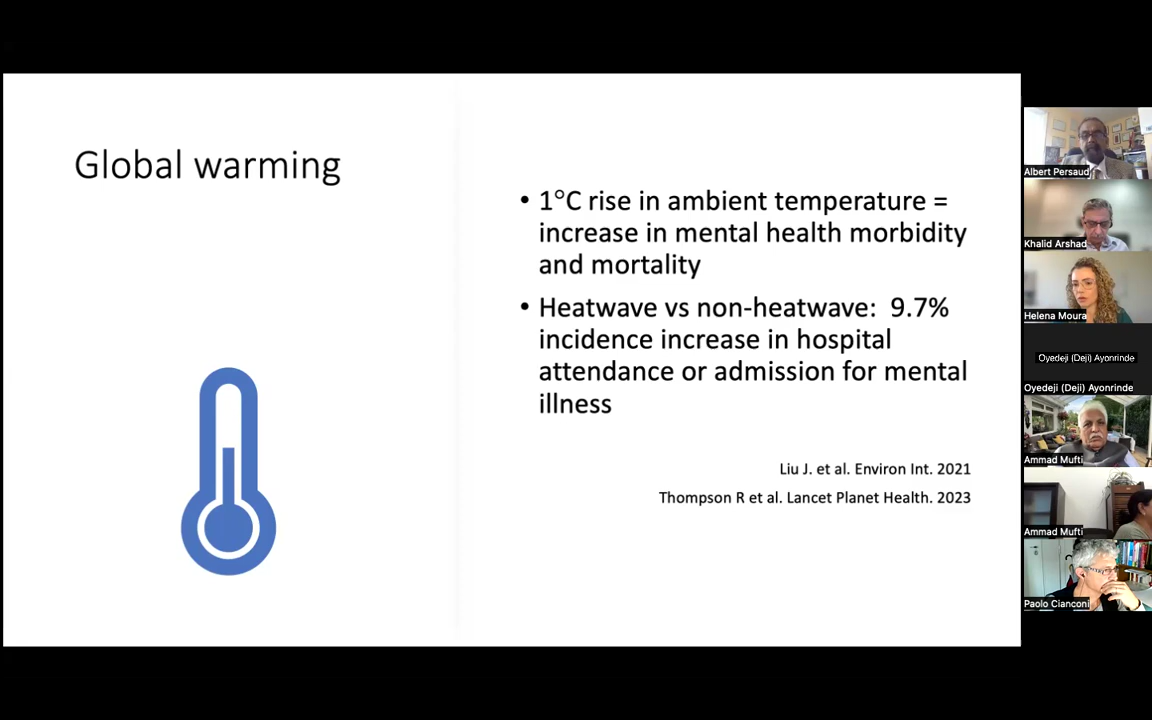 Global warming
• 1°C rise in ambient temperature =
increase in mental health morbidity
and mortality
• Heatwave vs non-heatwave:  9.7%
incidence increase in hospital
attendance or admission for mental
illness
Liu J. et al. Environ Int. 2021
Thompson R et al. Lancet Planet Health. 2023
Albert Persaud
Khalid Arshad
Helena Moura
Oyedeji (Deji) Ayonrinde
Oyedeji (Deji) Ayonrinde
Ammad Mufti
Ammad Mufti
Paolo Cianconi